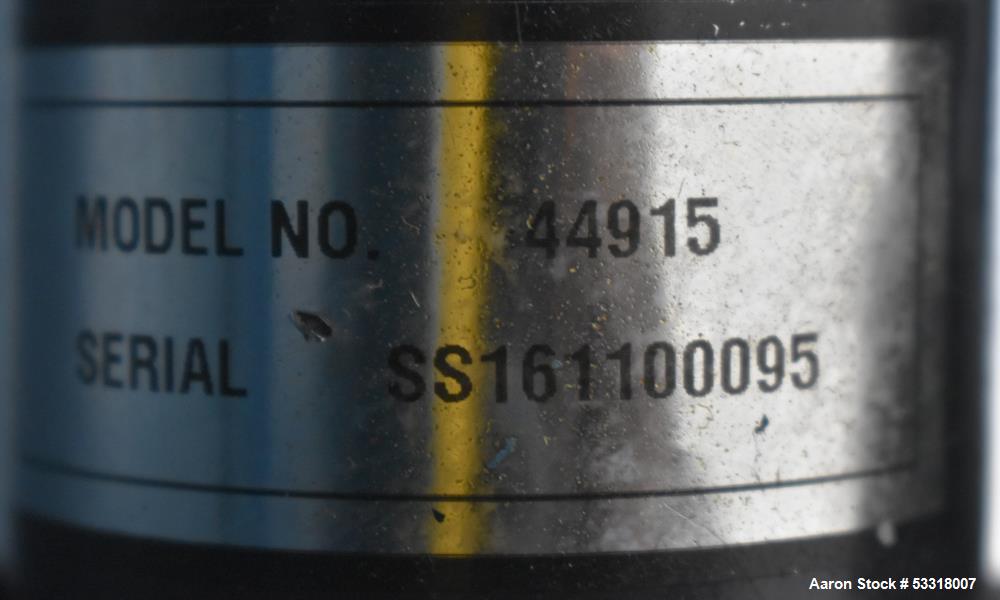 MODEL NO. 44915
SERIAL SS161100095
Aaron Stock # 53318007